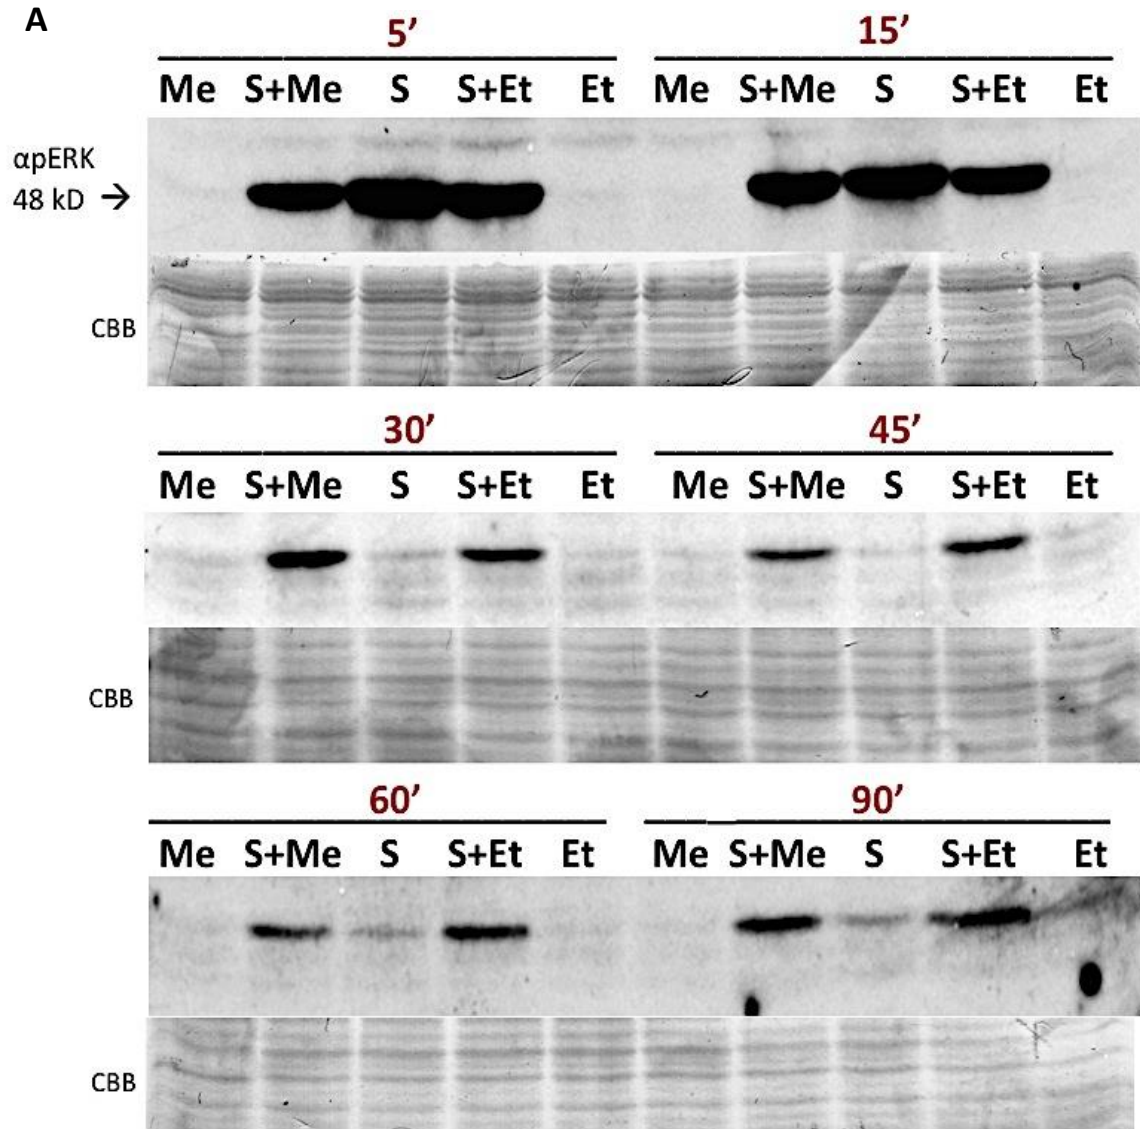 A
5’ 15’
Me S+Me S S+Et Et Me S+Me S S+Et Et
αpERK
48 kD →
CBB
30’ 45’
Me S+Me S S+Et Et Me S+Me S S+Et Et
CBB
60’ 90’
Me S+Me S S+Et Et Me S+Me S S+Et Et
CBB